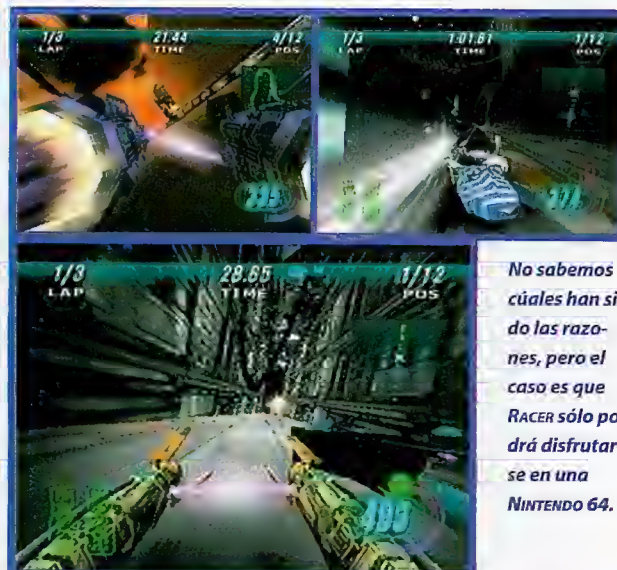 1/3 21.44 4/12
LAP TIME POS
1/3 1:01.61 1/12
LAP TIME POS
1/3 28.65 1/12
LAP TIME POS
403
No sabemos
cúales han si-
do las razo-
nes, pero el
caso es que
RACER sólo po-
drá disfrutar-
se en una
NINTENDO 64.